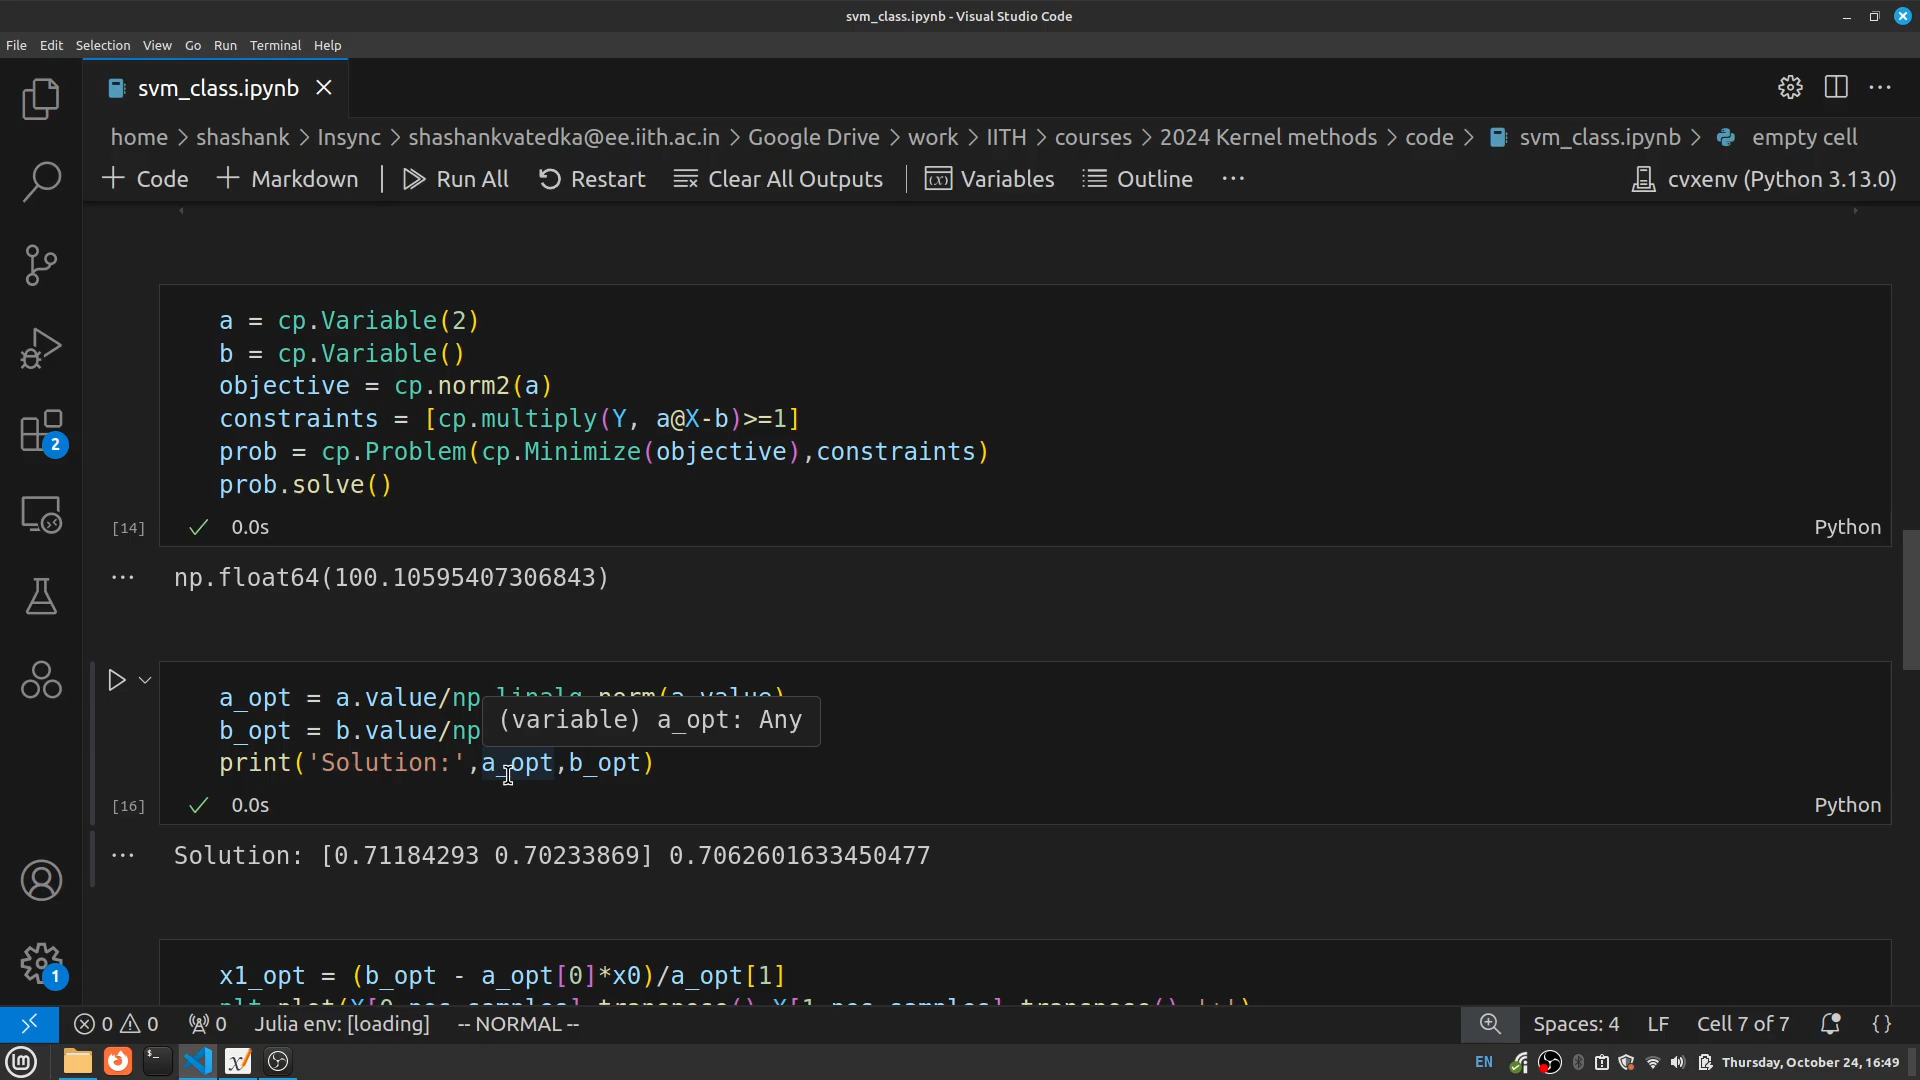 svm_class.ipynb - Visual Studio Code
File Edit Selection View Go Run Terminal Help
svm_class.ipynb
home > shashank > Insync > shashankvatedka@ee.iith.ac.in > Google Drive > work > IITH > courses > 2024 Kernel methods > code > svm_class.ipynb > empty cell
+ Code + Markdown | Run All Restart Clear All Outputs | Variables Outline ...
cvxenv (Python 3.13.0)
a = cp.Variable(2)
b = cp.Variable()
objective = cp.norm2(a)
constraints = [cp.multiply(Y, a@X-b)>=1]
prob = cp.Problem(cp.Minimize(objective),constraints)
prob.solve()
[14] 0.0s Python
... np.float64(100.10595407306843)
a_opt = a.value/np.linalg.norm(a.value)
(variable) a_opt: Any
b_opt = b.value/np
print('Solution:',a_opt,b_opt)
[16] 0.0s Python
... Solution: [0.71184293 0.70233869] 0.7062601633450477
x1_opt = (b_opt - a_opt[0]*x0)/a_opt[1]
2
1
0 0 0 Julia env: [loading] -- NORMAL --
Spaces: 4 LF Cell 7 of 7 {}
EN Thursday, October 24, 16:49